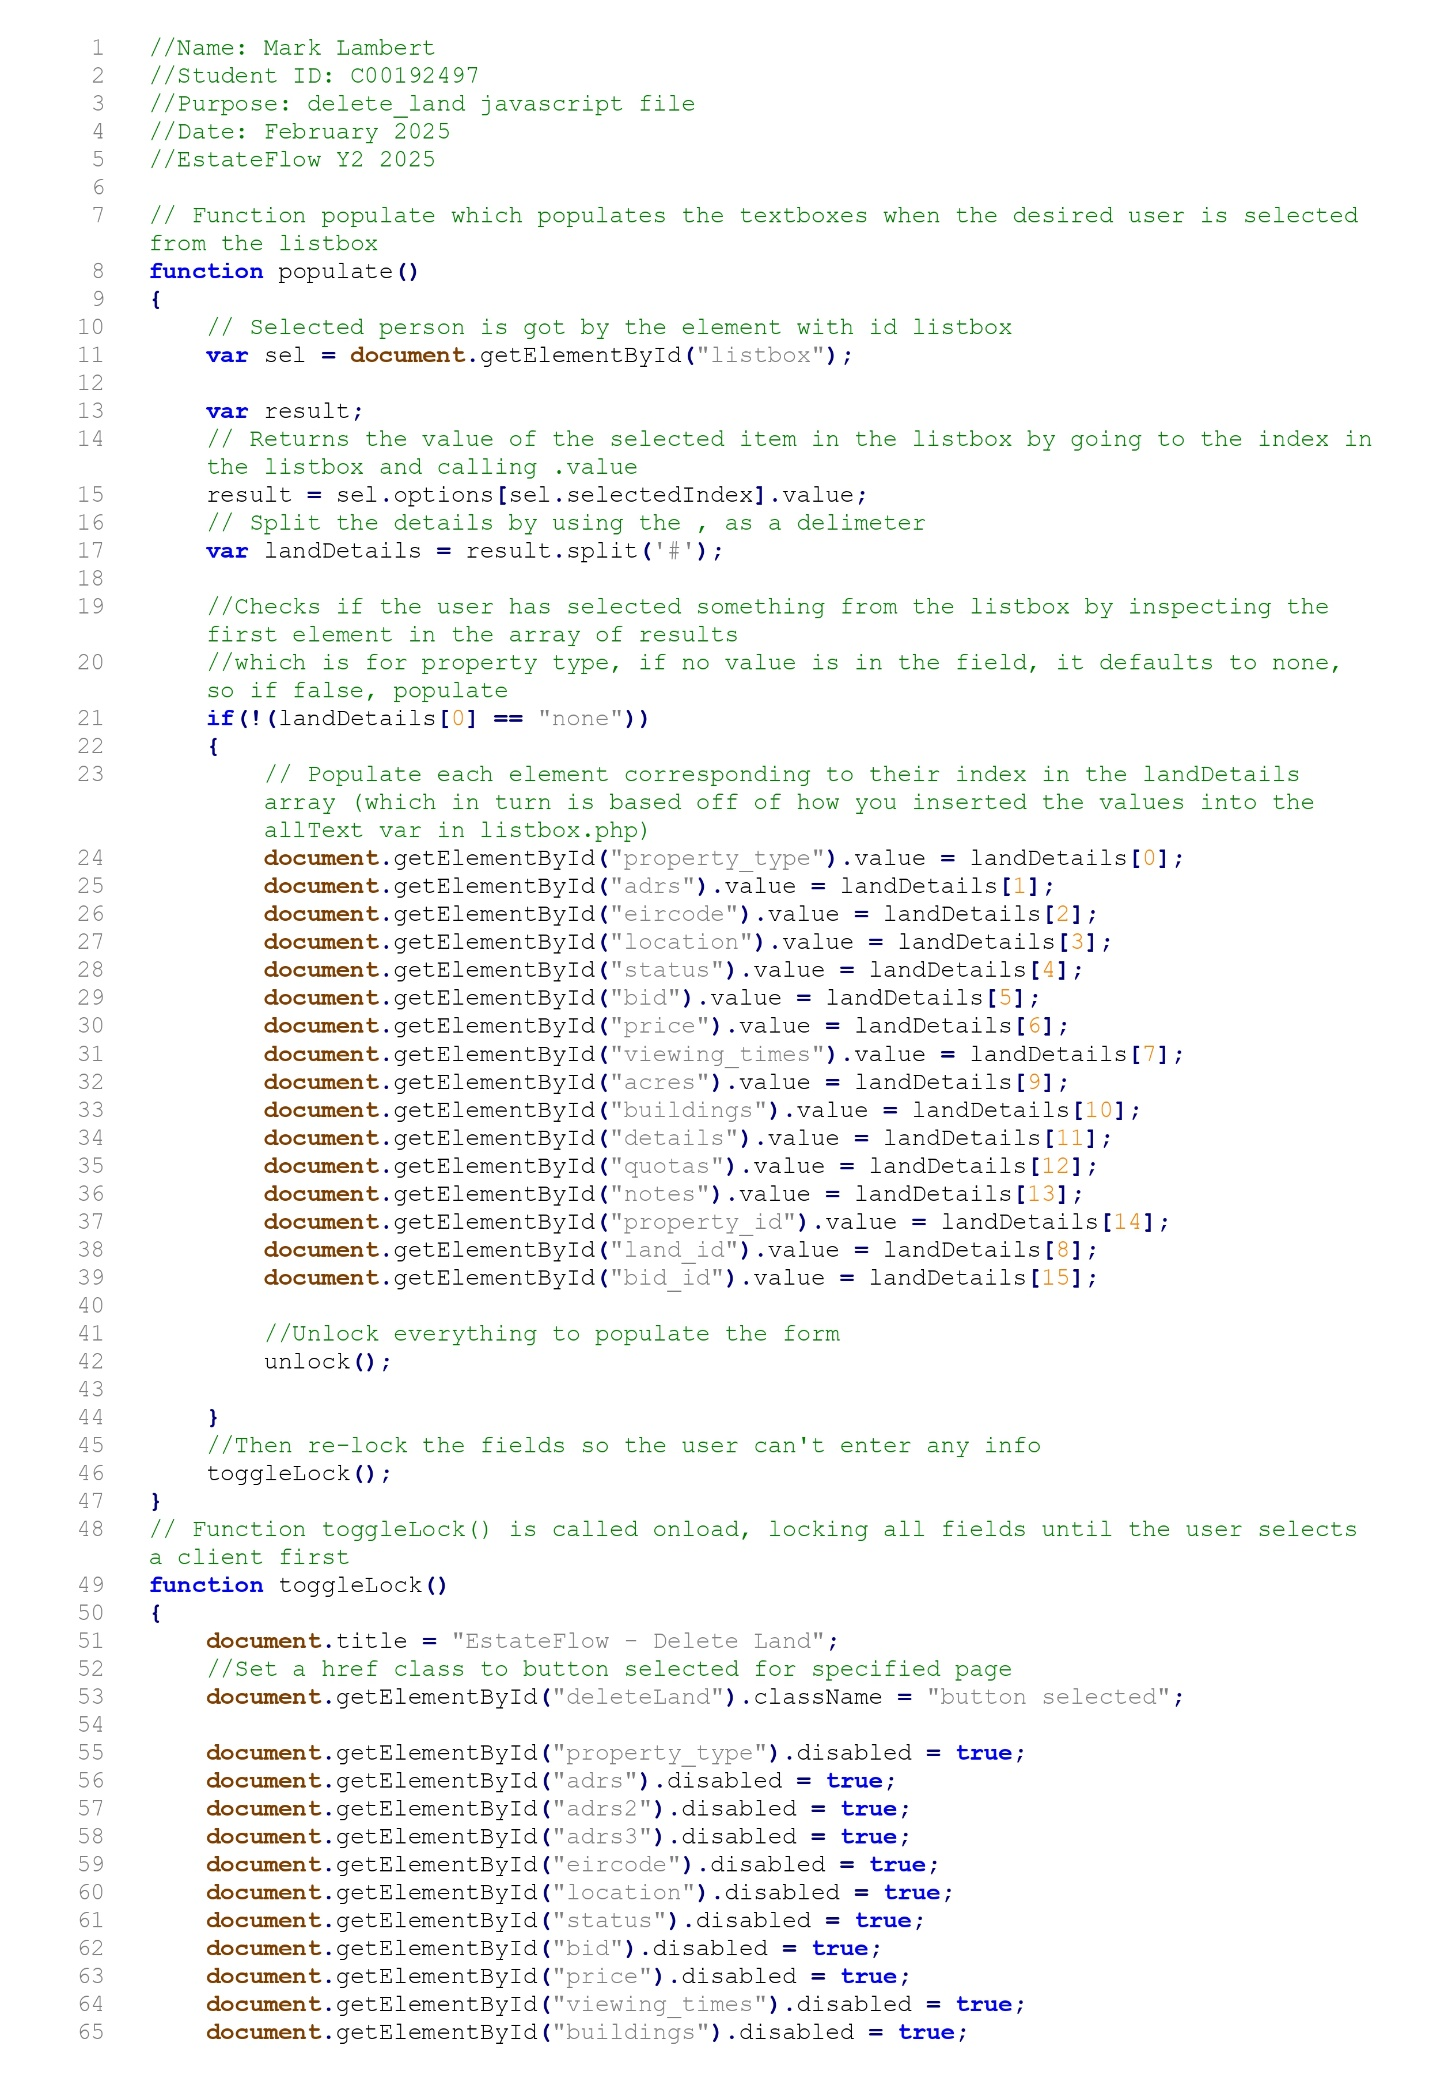 1 //Name: Mark Lambert
2 //Student ID: C00192497
3 //Purpose: delete_land javascript file
4 //Date: February 2025
5 //EstateFlow Y2 2025
6
7 // Function populate which populates the textboxes when the desired user is selected
from the listbox
8 function populate()
9 {
10 // Selected person is got by the element with id listbox
11 var sel = document.getElementById("listbox");
12
13 var result;
14 // Returns the value of the selected item in the listbox by going to the index in
the listbox and calling .value
15 result = sel.options[sel.selectedIndex].value;
16 // Split the details by using the , as a delimeter
17 var landDetails = result.split('#');
18
19 //Checks if the user has selected something from the listbox by inspecting the
first element in the array of results
20 //which is for property type, if no value is in the field, it defaults to none,
so if false, populate
21 if(!(landDetails[0] == "none"))
22 {
23 // Populate each element corresponding to their index in the landDetails
array (which in turn is based off of how you inserted the values into the
allText var in listbox.php)
24 document.getElementById("property_type").value = landDetails[0];
25 document.getElementById("adrs").value = landDetails[1];
26 document.getElementById("eircode").value = landDetails[2];
27 document.getElementById("location").value = landDetails[3];
28 document.getElementById("status").value = landDetails[4];
29 document.getElementById("bid").value = landDetails[5];
30 document.getElementById("price").value = landDetails[6];
31 document.getElementById("viewing_times").value = landDetails[7];
32 document.getElementById("acres").value = landDetails[9];
33 document.getElementById("buildings").value = landDetails[10];
34 document.getElementById("details").value = landDetails[11];
35 document.getElementById("quotas").value = landDetails[12];
36 document.getElementById("notes").value = landDetails[13];
37 document.getElementById("property_id").value = landDetails[14];
38 document.getElementById("land_id").value = landDetails[8];
39 document.getElementById("bid_id").value = landDetails[15];
40
41 //Unlock everything to populate the form
42 unlock();
43
44 }
45 //Then re-lock the fields so the user can't enter any info
46 toggleLock();
47 }
48 // Function toggleLock() is called onload, locking all fields until the user selects
a client first
49 function toggleLock()
50 {
51 document.title = "EstateFlow - Delete Land";
52 //Set a href class to button selected for specified page
53 document.getElementById("deleteLand").className = "button selected";
54
55 document.getElementById("property_type").disabled = true;
56 document.getElementById("adrs").disabled = true;
57 document.getElementById("adrs2").disabled = true;
58 document.getElementById("adrs3").disabled = true;
59 document.getElementById("eircode").disabled = true;
60 document.getElementById("location").disabled = true;
61 document.getElementById("status").disabled = true;
62 document.getElementById("bid").disabled = true;
63 document.getElementById("price").disabled = true;
64 document.getElementById("viewing_times").disabled = true;
65 document.getElementById("buildings").disabled = true;